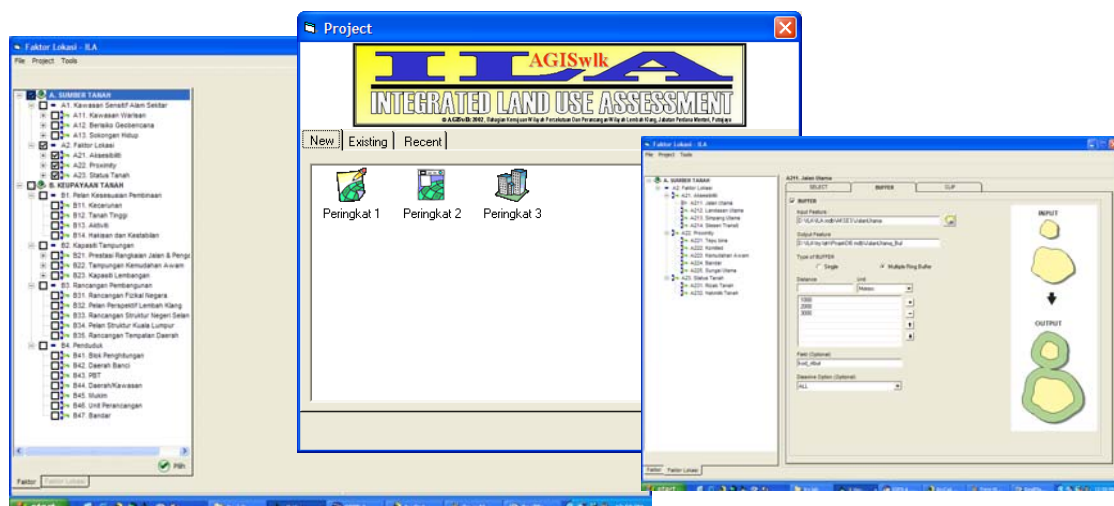 Faktor Lokasi - ILA
File Project Tools
A. SUMBER TANAH
A1. Kawasan Sensitif Alam Sekitar
A11. Kawasan Warisan
A12. Berisiko Geobencana
A13. Sokongan Hidup
A2. Faktor Lokasi
A21. Aksesibiliti
A22. Proximity
A23. Status Tanah
B. KEUPAYAAN TANAH
B1. Pelan Kesesuaian Pembinaan
B11. Kecerunan
B12. Tanah Tinggi
B13. Aktiviti
B14. Hakisan dan Kestabilan
B2. Kapasiti Tampungan
B21. Prestasi Rangkaian Jalan & Pengg
B22. Tampungan Kemudahan Awam
B23. Kapasiti Lembangan
B3. Rancangan Pembangunan
B31. Rancangan Fizikal Negara
B32. Pelan Perspektif Lembah Klang
B33. Rancangan Struktur Negeri Selan
B34. Pelan Struktur Kuala Lumpur
B35. Rancangan Tempatan Daerah
B4. Penduduk
B41. Blok Penghitungan
B42. Daerah Banci
B43. PBT
B44. Daerah/Kawasan
B45. Mukim
B46. Unit Perancangan
B47. Bandar
Pilih
Faktor Faktor Lokasi
start
Project
AGISwlk
ILA
INTEGRATED LAND USE ASSESSMENT
New Existing Recent
Peringkat 1 Peringkat 2 Peringkat 3
Faktor Lokasi - ILA
File Project Tools
A. SUMBER TANAH
A2. Faktor Lokasi
A21. Aksesibiliti
A211. Jalan Utama
A212. Landasan Utama
A213. Simpang Utama
A214. Stesen Transit
A22. Proximity
A221. Tepu bina
A222. Komited
A223. Kemudahan Awam
A224. Bandar
A225. Sungai Utama
A23. Status Tanah
A231. Rizab Tanah
A232. Hakmilik Tanah
Faktor Faktor Lokasi
A211. Jalan Utama
SELECT BUFFER CLIP
BUFFER
Input Feature
Output Feature
Type of BUFFER
Single Multiple Ring Buffer
Distance Unit
Meters
1000
2000
3000
Field (Optional)
Dissolve Option (Optional)
ALL
INPUT
OUTPUT
start